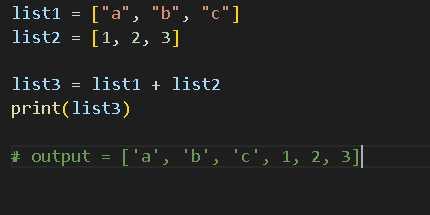 list1 = ["a", "b", "c"]
list2 = [1, 2, 3]
list3 = list1 + list2
print(list3)
# output = ['a', 'b', 'c', 1, 2, 3]